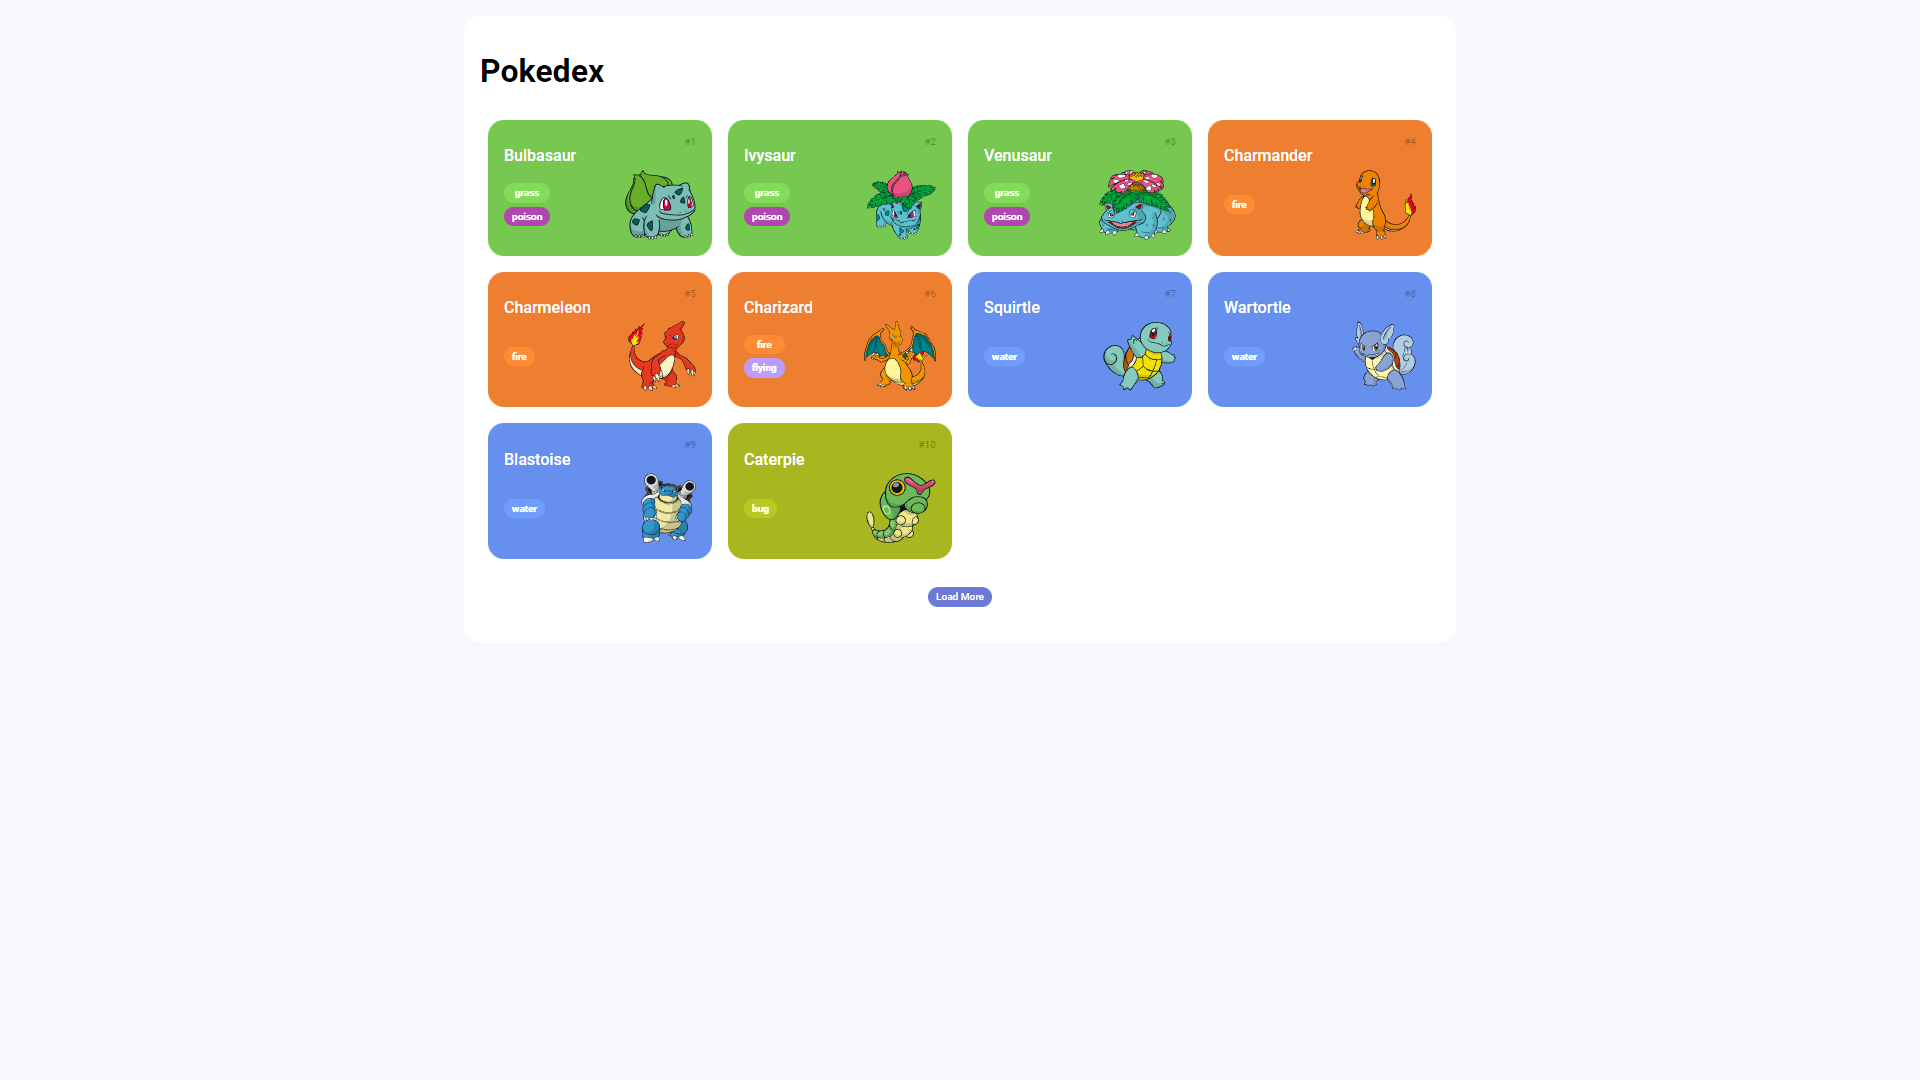 Pokedex
#1
Bulbasaur
grass
poison
#2
Ivysaur
grass
poison
#3
Venusaur
grass
poison
#4
Charmander
fire
#5
Charmeleon
fire
#6
Charizard
fire
flying
#7
Squirtle
water
#8
Wartortle
water
#9
Blastoise
water
#10
Caterpie
bug
Load More